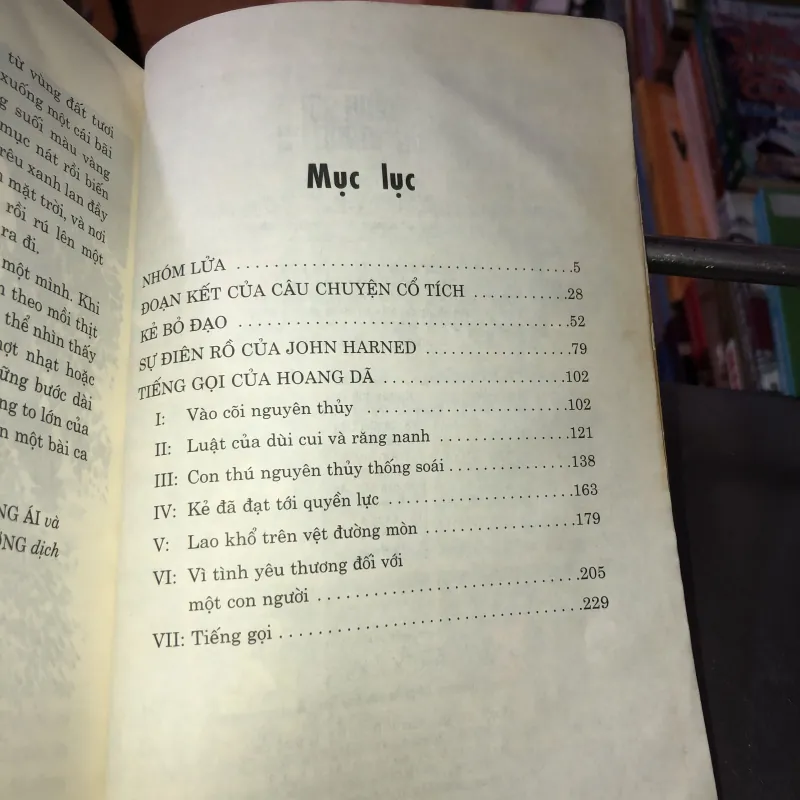 từ vùng đất tươi
xuống một cái bãi
suối màu vàng
mục nát rồi biến
rêu xanh lan đầy
mặt trời, và nơi
rồi rú lên một
ra đi.
một mình. Khi
theo mồi thịt
thể nhìn thấy
nhạt hoặc
bước dài
to lớn của
một bài ca
ÁI và
dịch
Mục lục
NHÓM LỬA ........................................5
ĐOẠN KẾT CỦA CÂU CHUYỆN CỔ TÍCH ............28
KẺ BỎ ĐẠO ........................................52
SỰ ĐIÊN RỒ CỦA JOHN HARNED ..................79
TIẾNG GỌI CỦA HOANG DÃ ......................102
I: Vào cõi nguyên thủy ........................102
II: Luật của dùi cui và răng nanh ..............121
III: Con thú nguyên thủy thống soái .............138
IV: Kẻ đã đạt tới quyền lực ....................163
V: Lao khổ trên vệt đường mòn ................179
VI: Vì tình yêu thương đối với
một con người ..............................205
VII: Tiếng gọi ..................................229